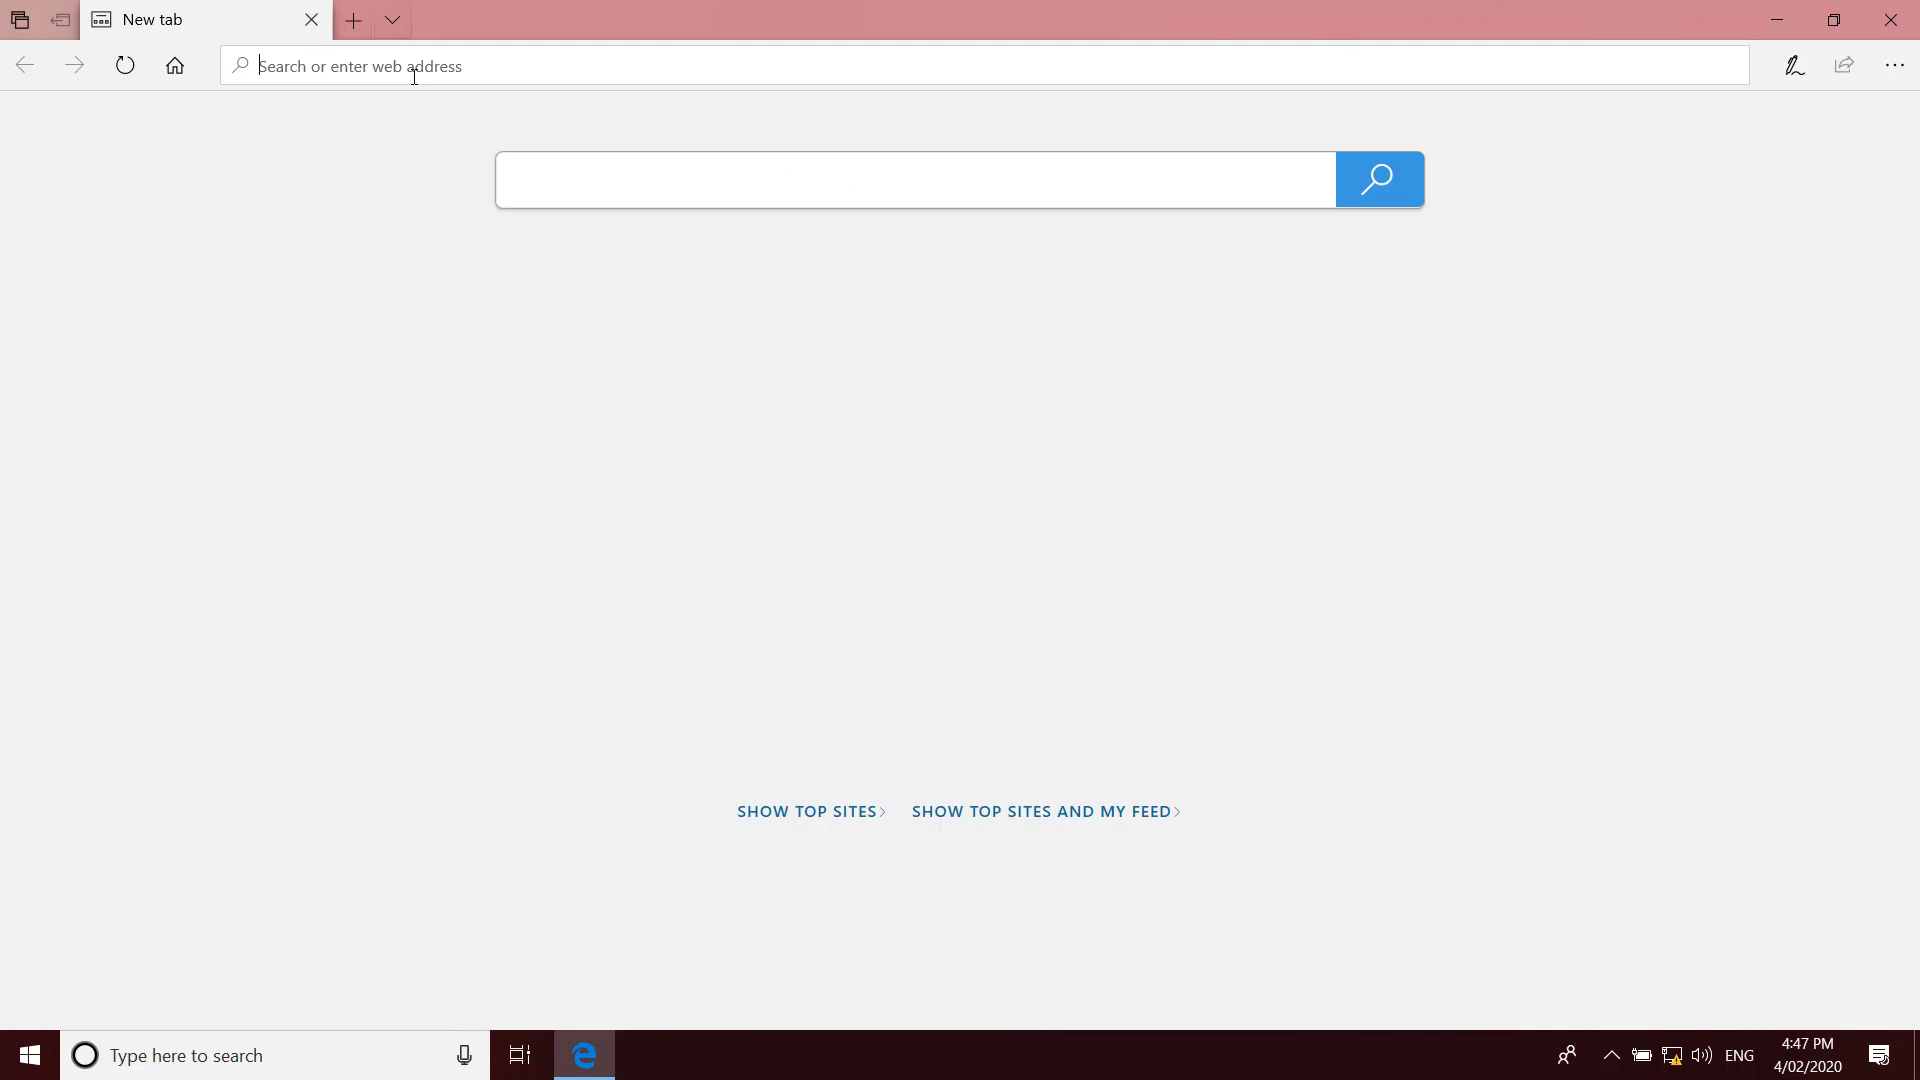 New tab
Search or enter web address
SHOW TOP SITES
SHOW TOP SITES AND MY FEED
Type here to search
ENG
4:47 PM
4/02/2020